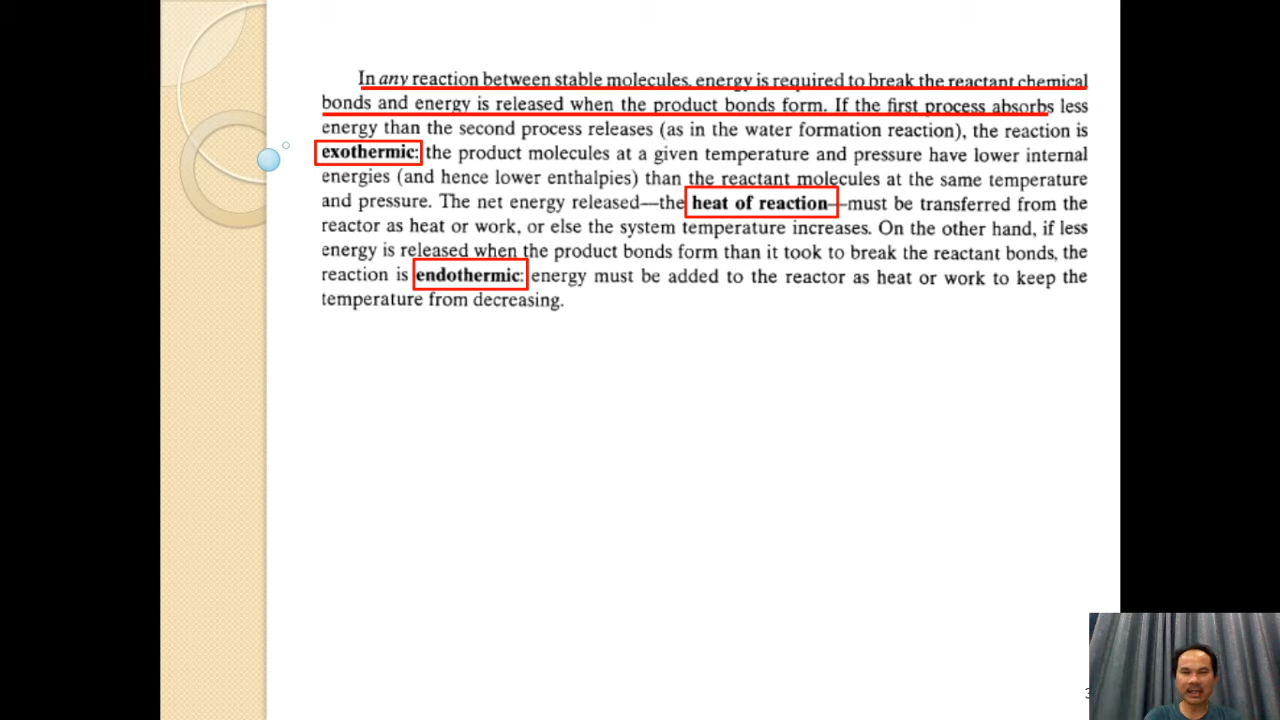 In any reaction between stable molecules, energy is required to break the reactant chemical
bonds and energy is released when the product bonds form. If the first process absorbs less
energy than the second process releases (as in the water formation reaction), the reaction is
exothermic: the product molecules at a given temperature and pressure have lower internal
energies (and hence lower enthalpies) than the reactant molecules at the same temperature
and pressure. The net energy released—the heat of reaction—must be transferred from the
reactor as heat or work, or else the system temperature increases. On the other hand, if less
energy is released when the product bonds form than it took to break the reactant bonds, the
reaction is endothermic: energy must be added to the reactor as heat or work to keep the
temperature from decreasing.